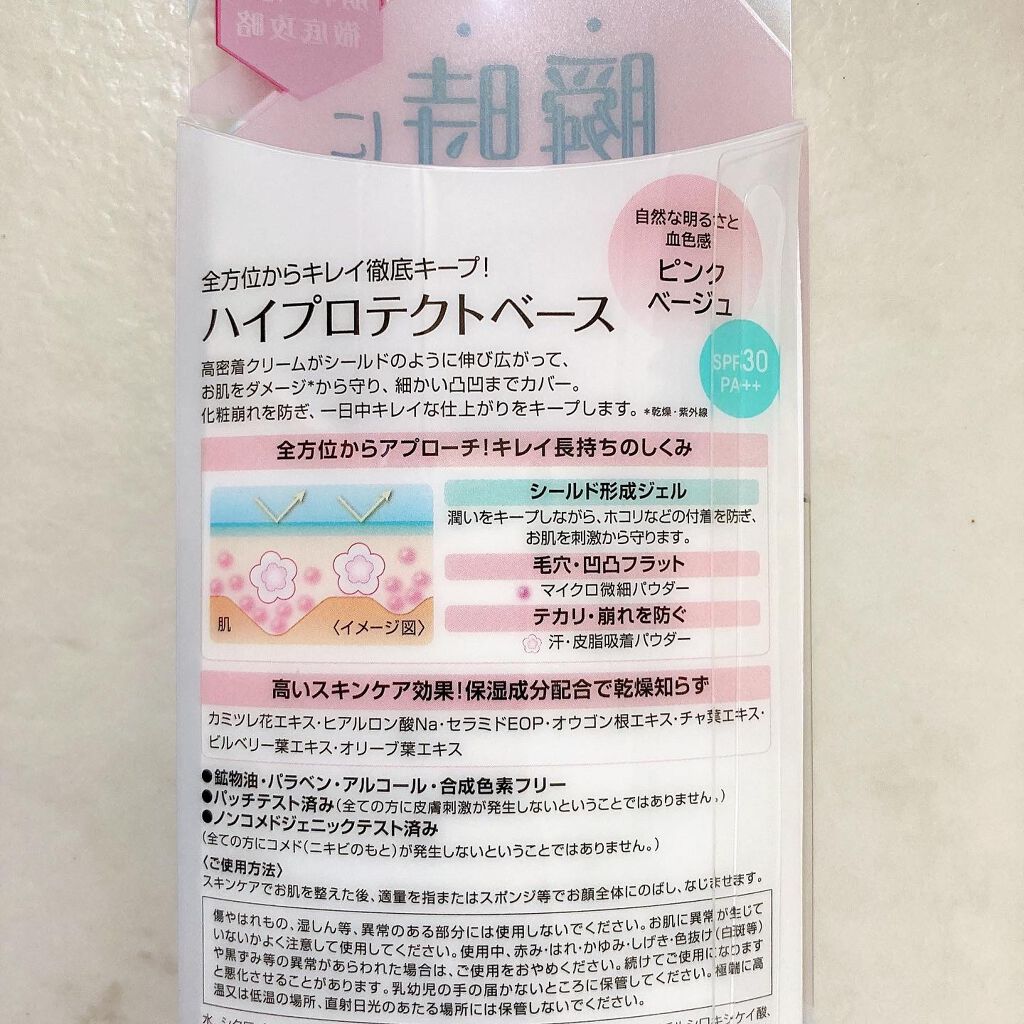 徹底攻略
瞬時に
自然な明るさと
血色感
ピンク
ベージュ
SPF30
PA++
全方位からキレイ徹底キープ!
ハイプロテクトベース
高密着クリームがシールドのように伸び広がって、
お肌をダメージ*から守り、細かい凸凹までカバー。
化粧崩れを防ぎ、一日中キレイな仕上がりをキープします。*乾燥・紫外線
全方位からアプローチ!キレイ長持ちのしくみ
シールド形成ジェル
潤いをキープしながら、ホコリなどの付着を防ぎ、
お肌を刺激から守ります。
毛穴・凹凸フラット
マイクロ微細パウダー
テカリ・崩れを防ぐ
汗・皮脂吸着パウダー
肌
〈イメージ図〉
高いスキンケア効果!保湿成分配合で乾燥知らず
カミツレ花エキス・ヒアルロン酸Na・セラミドEOP・オウゴン根エキス・チャ葉エキス・
ビルベリー葉エキス・オリーブ葉エキス
●鉱物油・パラベン・アルコール・合成色素フリー
●パッチテスト済み(全ての方に皮膚刺激が発生しないということではありません。)
●ノンコメドジェニックテスト済み
(全ての方にコメド(ニキビのもと)が発生しないということではありません。)
〈ご使用方法〉
スキンケアでお肌を整えた後、適量を指またはスポンジ等でお顔全体にのばし、なじませます。
傷やはれもの、湿しん等、異常のある部分には使用しないでください。お肌に異常が生じて
いないかよく注意して使用してください。使用中、赤み・はれ・かゆみ・しげき・色抜け(白斑等)
や黒ずみ等の異常があらわれた場合は、ご使用をおやめください。続けてご使用になりますと
と悪化させることがあります。乳幼児の手の届かないところに保管してください。極端に高
温又は低温の場所、直射日光のあたる場所には保管しないでください。